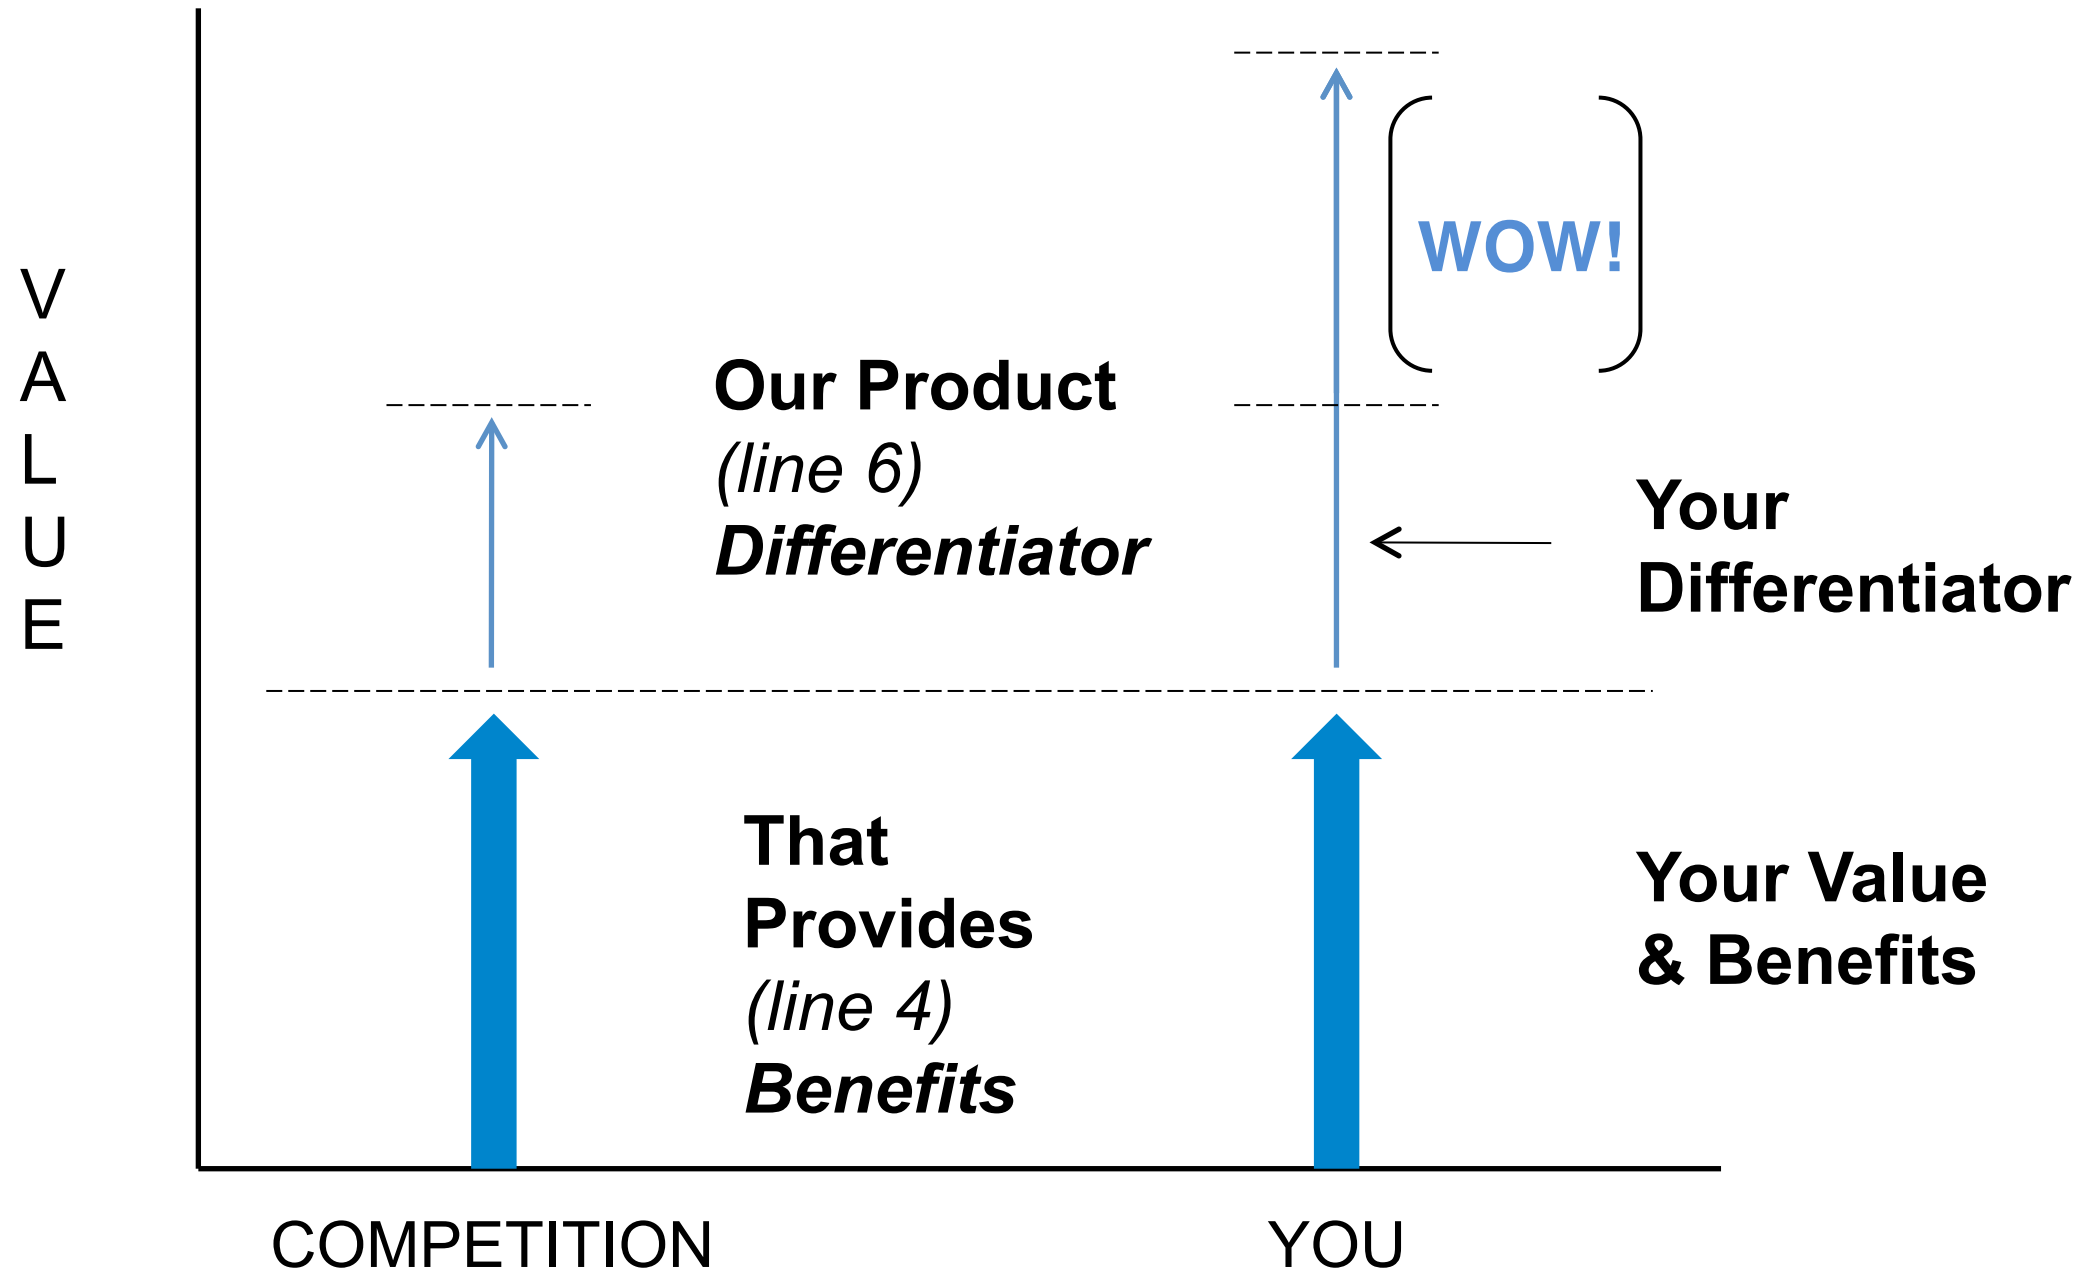 V
A
L
U
E
WOW!
Our Product
(line 6)
Differentiator
Your
Differentiator
That
Provides
(line 4)
Benefits
Your Value
& Benefits
COMPETITION
YOU